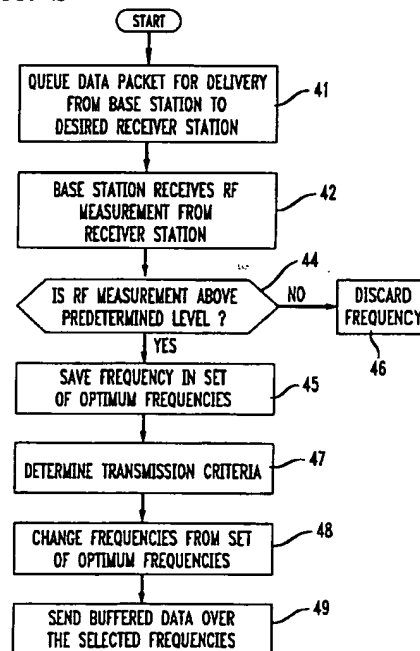 START
QUEUE DATA PACKET FOR DELIVERY
FROM BASE STATION TO
DESIRED RECEIVER STATION
41
BASE STATION RECEIVES RF
MEASUREMENT FROM
RECEIVER STATION
42
44
IS RF MEASUREMENT ABOVE
PREDETERMINED LEVEL ?
NO
DISCARD
FREQUENCY
46
YES
SAVE FREQUENCY IN SET
OF OPTIMUM FREQUENCIES
45
DETERMINE TRANSMISSION CRITERIA
47
CHANGE FREQUENCIES FROM SET
OF OPTIMUM FREQUENCIES
48
SEND BUFFERED DATA OVER
THE SELECTED FREQUENCIES
49